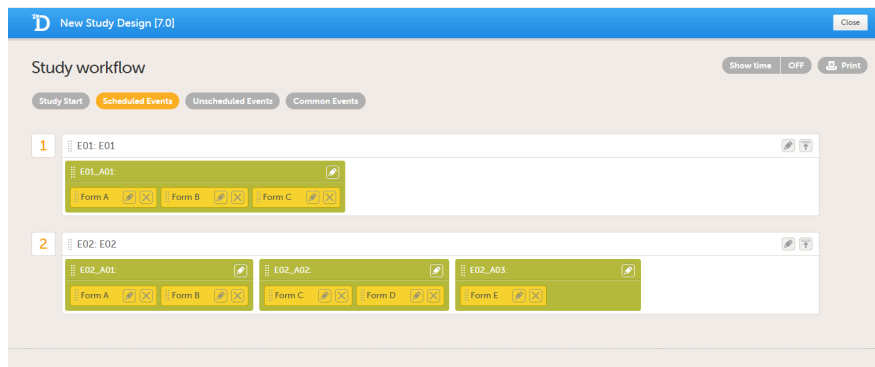 D New Study Design [7.0] Close
Study workflow Show time OFF Print
Study Start Scheduled Events Unscheduled Events Common Events
1 E01: E01
E01_A01:
Form A Form B Form C
2 E02: E02
E02_A01: E02_A02: E02_A03:
Form A Form B Form C Form D Form E